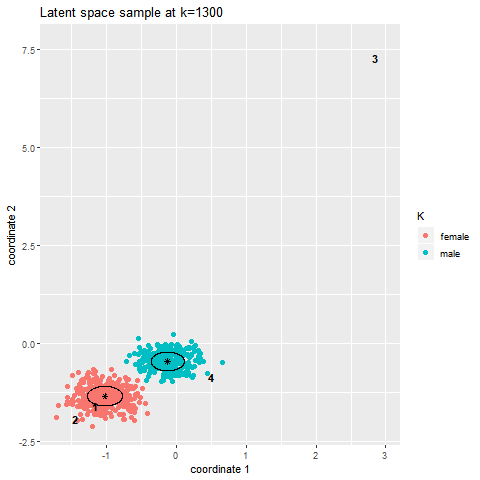 Latent space sample at k=1300
3
7.5
5.0
2.5
0.0
-2.5
coordinate 2
4
1
2
-1
0
1
2
3
coordinate 1
K
female
male